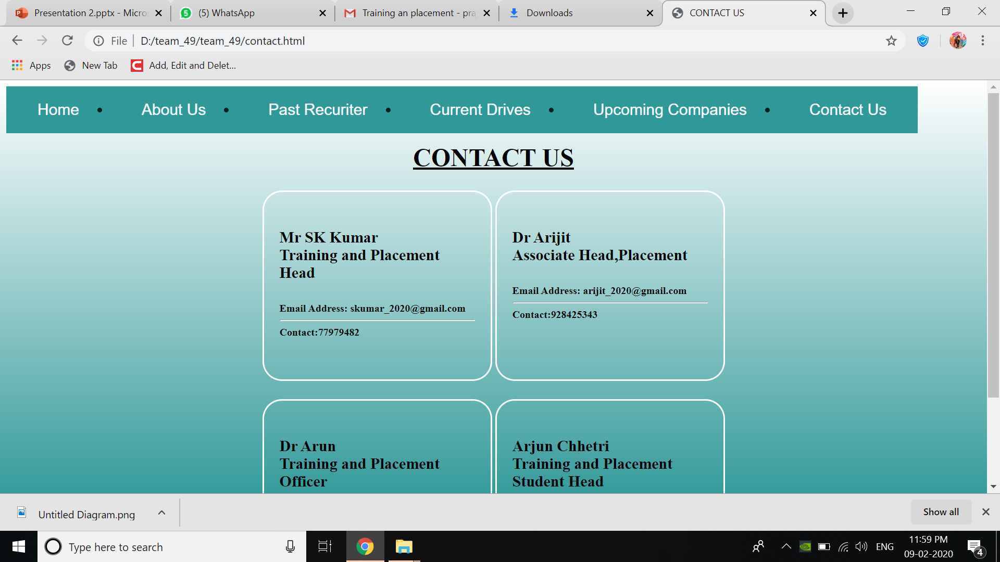 Presentation 2.pptx - Micro
(5) WhatsApp
Training an placement - pra
Downloads
CONTACT US
File
D:/team_49/team_49/contact.html
Apps
New Tab
Add, Edit and Delet...
Home
About Us
Past Recuriter
Current Drives
Upcoming Companies
Contact Us
CONTACT US
Mr SK Kumar
Training and Placement
Head
Email Address: skumar_2020@gmail.com
Contact:77979482
Dr Arijit
Associate Head,Placement
Email Address: arijit_2020@gmail.com
Contact:928425343
Dr Arun
Training and Placement
Officer
Arjun Chhetri
Training and Placement
Student Head
Untitled Diagram.png
Show all
Type here to search
ENG
11:59 PM
09-02-2020
4